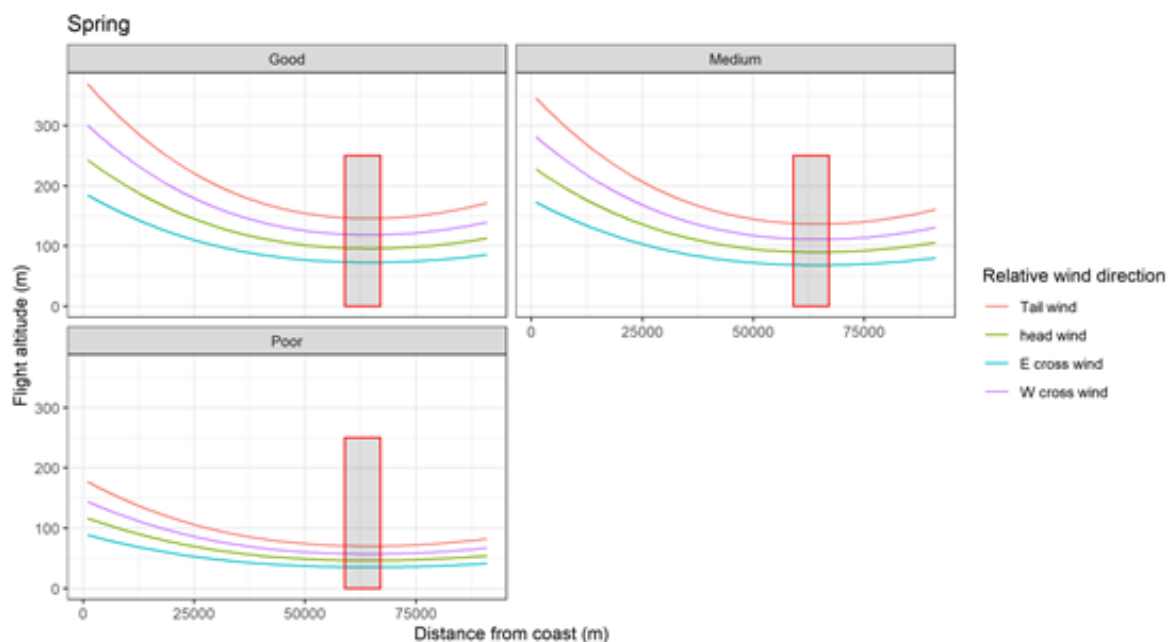 Spring
Good
Medium
300
200
100
0
0
25000
50000
75000
Poor
300
200
100
0
0
25000
50000
75000
Flight altitude (m)
Distance from coast (m)
Relative wind direction
Tail wind
head wind
E cross wind
W cross wind